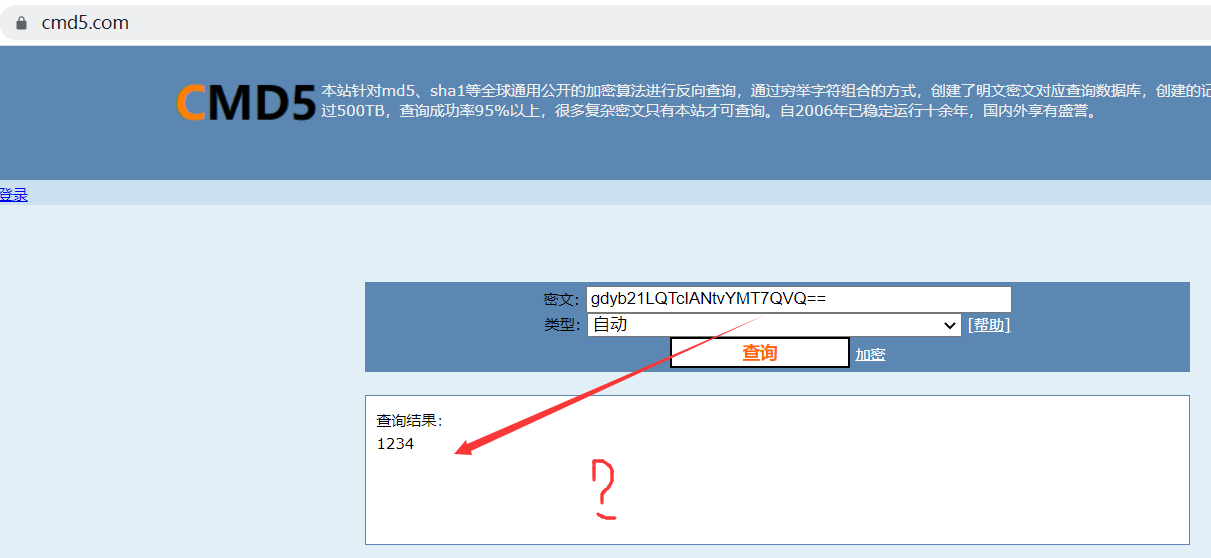 cmd5.com
CMD5
本站针对md5、sha1等全球通用公开的加密算法进行反向查询，通过穷举字符组合的方式，创建了明文密文对应查询数据库，创建的记
过500TB，查询成功率95%以上，很多复杂密文只有本站才可查询。自2006年已稳定运行十余年，国内外享有盛誉。
登录
密文： gdyb21LQTcIANtvYMT7QVQ==
类型： 自动 [帮助]
查询 加密
查询结果：
1234
?